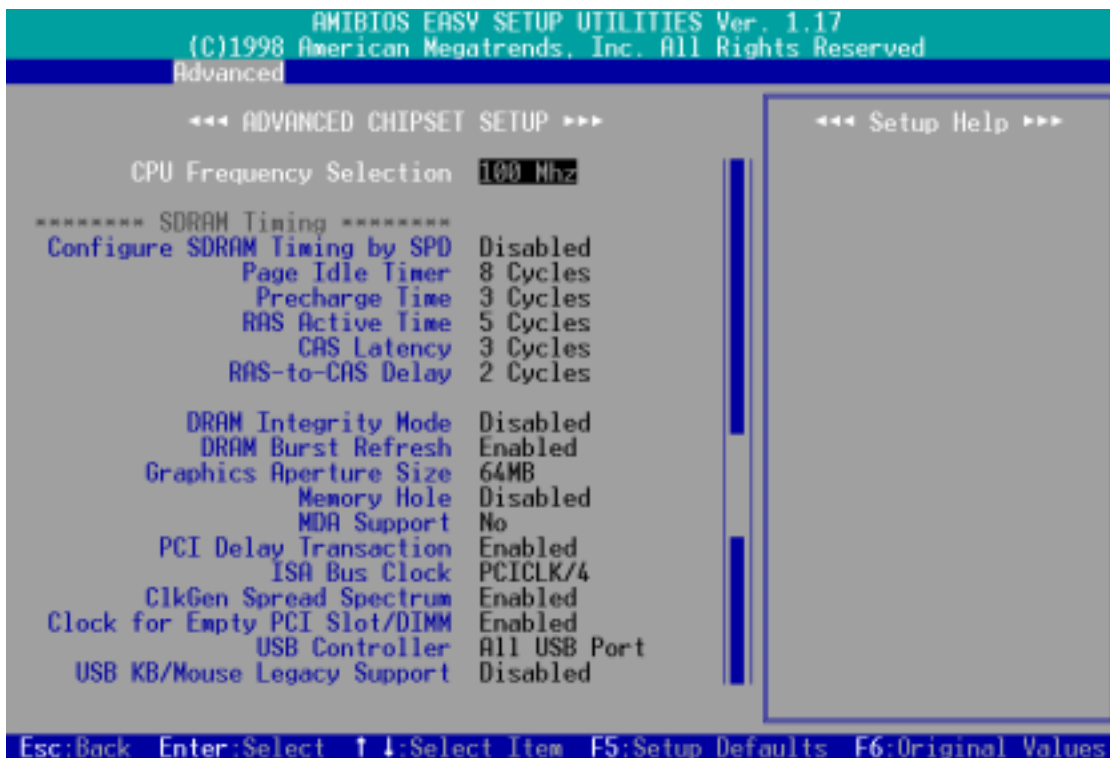 AMIBIOS EASY SETUP UTILITIES Ver. 1.17
(C)1998 American Megatrends, Inc. All Rights Reserved
Advanced
◄◄◄ ADVANCED CHIPSET SETUP ►►►
◄◄◄ Setup Help ►►►
CPU Frequency Selection 100 Mhz
******** SDRAM Timing ********
Configure SDRAM Timing by SPD Disabled
Page Idle Timer 8 Cycles
Precharge Time 3 Cycles
RAS Active Time 5 Cycles
CAS Latency 3 Cycles
RAS-to-CAS Delay 2 Cycles
DRAM Integrity Mode Disabled
DRAM Burst Refresh Enabled
Graphics Aperture Size 64MB
Memory Hole Disabled
MDA Support No
PCI Delay Transaction Enabled
ISA Bus Clock PCICLK/4
ClkGen Spread Spectrum Enabled
Clock for Empty PCI Slot/DIMM Enabled
USB Controller All USB Port
USB KB/Mouse Legacy Support Disabled
Esc:Back Enter:Select ↑ ↓:Select Item F5:Setup Defaults F6:Original Values